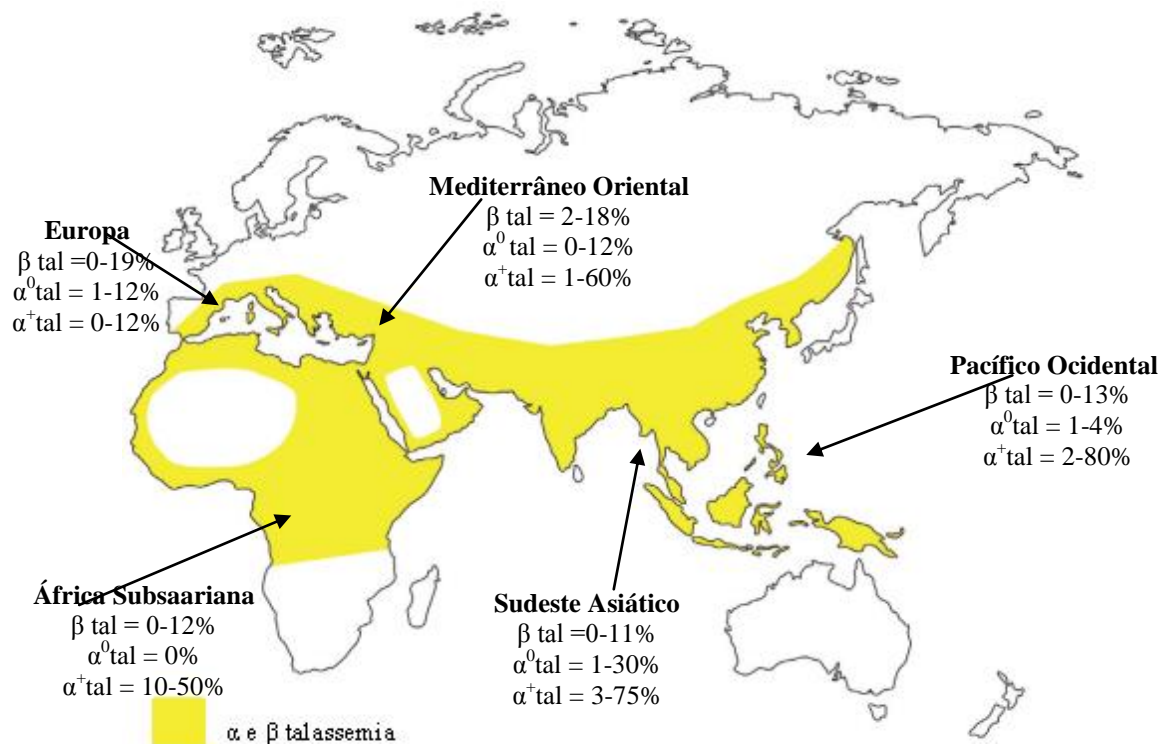 Mediterrâneo Oriental
β tal = 2-18%
α⁰ tal = 0-12%
α⁺ tal = 1-60%
Europa
β tal =0-19%
α⁰tal = 1-12%
α⁺tal = 0-12%
Pacífico Ocidental
β tal = 0-13%
α⁰tal = 1-4%
α⁺tal = 2-80%
África Subsaariana
β tal = 0-12%
α⁰tal = 0%
α⁺tal = 10-50%
Sudeste Asiático
β tal =0-11%
α⁰tal = 1-30%
α⁺tal = 3-75%
α e β talassemia